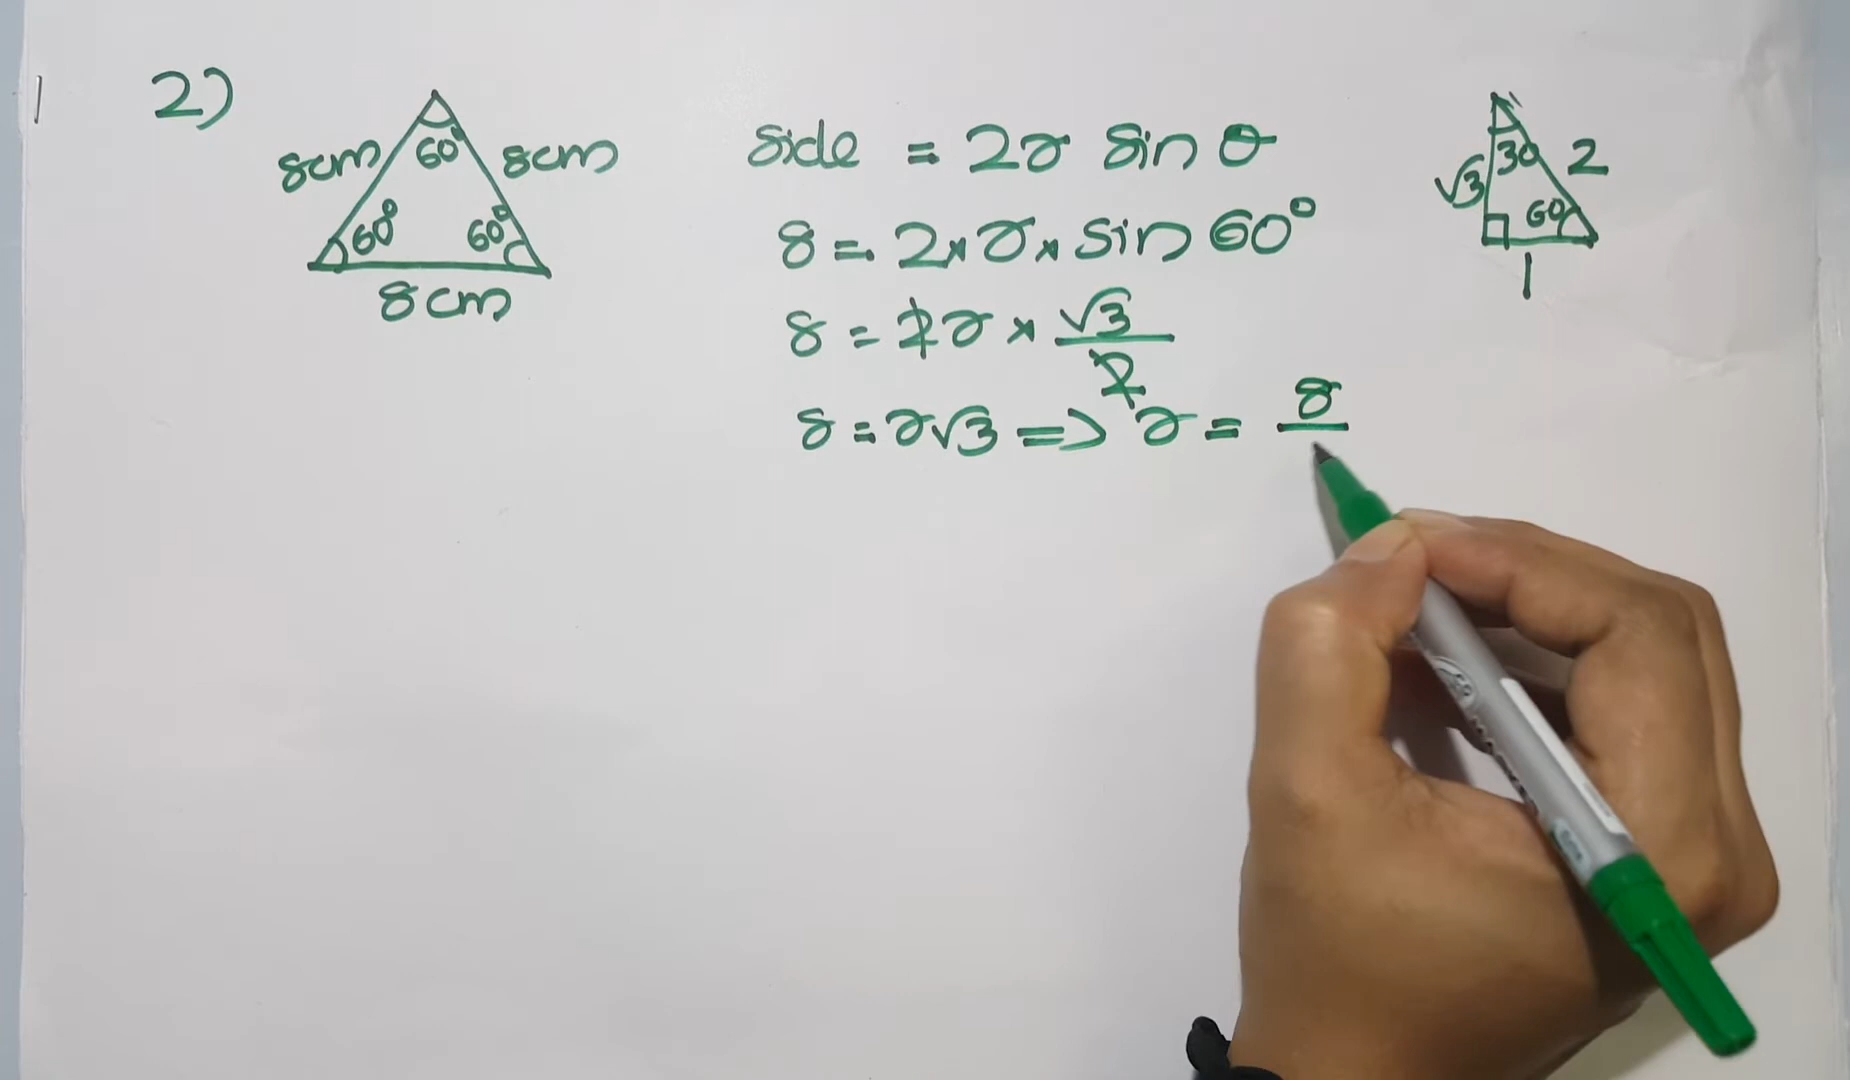 2)
8cm 60° 8cm
60° 60°
8cm
side = 2r sin θ
8 = 2 × r × sin 60°
8 = 2r × √3/2
8 = r√3 => r = 8
√3 30 2
60
1